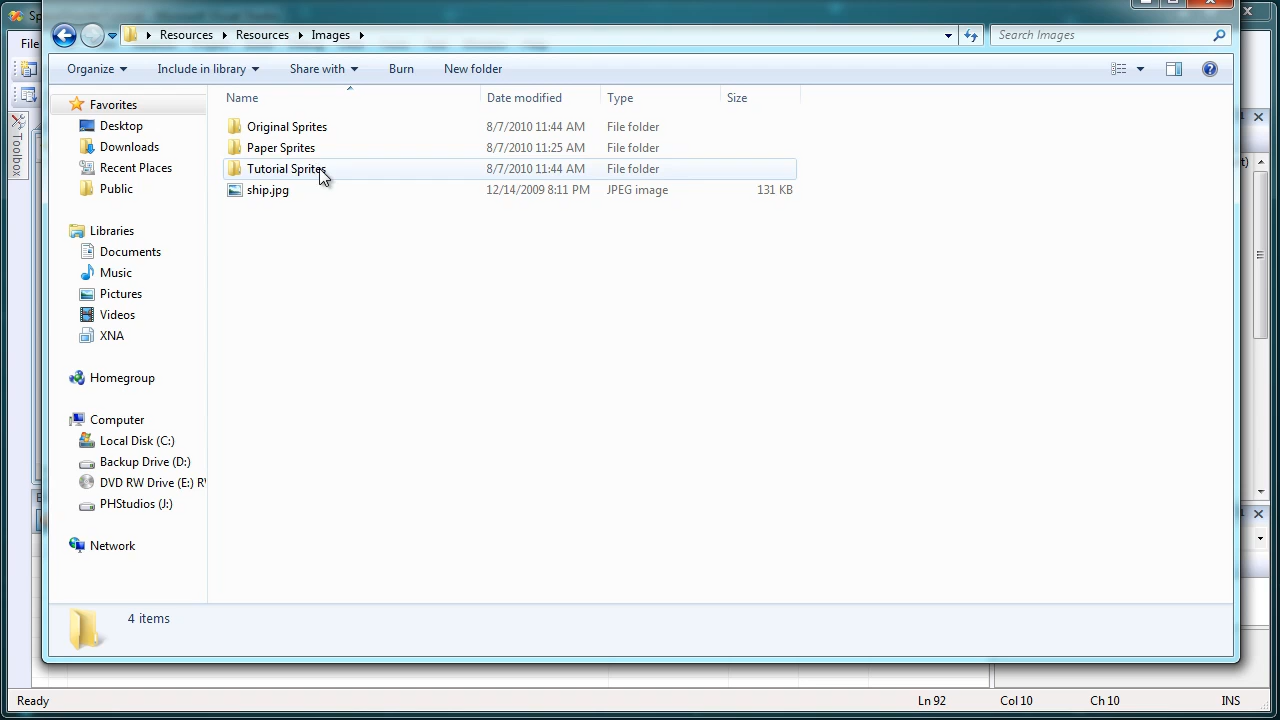 Sp
File
Resources Resources Images
Search Images
Organize Include in library Share with Burn New folder
Name Date modified Type Size
Favorites
Desktop
Downloads
Recent Places
Public
Libraries
Documents
Music
Pictures
Videos
XNA
Homegroup
Computer
Local Disk (C:)
Backup Drive (D:)
DVD RW Drive (E:) R
PHStudios (J:)
Network
Original Sprites 8/7/2010 11:44 AM File folder
Paper Sprites 8/7/2010 11:25 AM File folder
Tutorial Sprites 8/7/2010 11:44 AM File folder
ship.jpg 12/14/2009 8:11 PM JPEG image 131 KB
Toolbox
4 items
Ready Ln 92 Col 10 Ch 10 INS